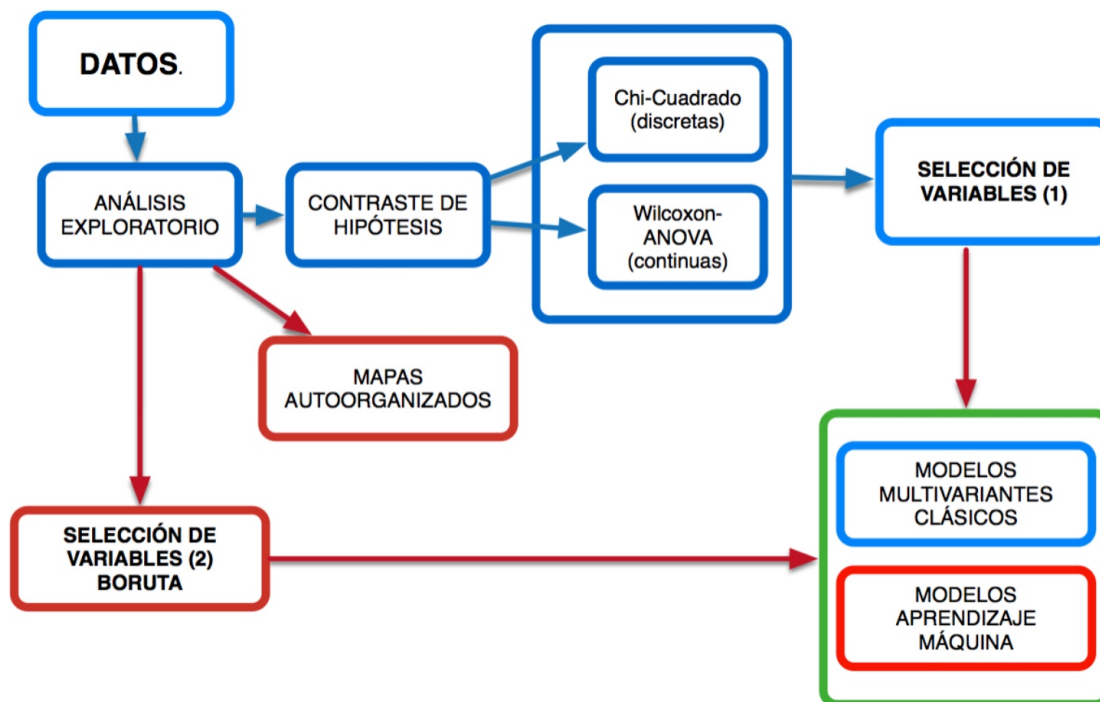 DATOS.
ANÁLISIS
EXPLORATORIO
CONTRASTE DE
HIPÓTESIS
Chi-Cuadrado
(discretas)
Wilcoxon-
ANOVA
(continuas)
SELECCIÓN DE
VARIABLES (1)
MAPAS
AUTOORGANIZADOS
SELECCIÓN DE
VARIABLES (2)
BORUTA
MODELOS
MULTIVARIANTES
CLÁSICOS
MODELOS
APRENDIZAJE
MÁQUINA